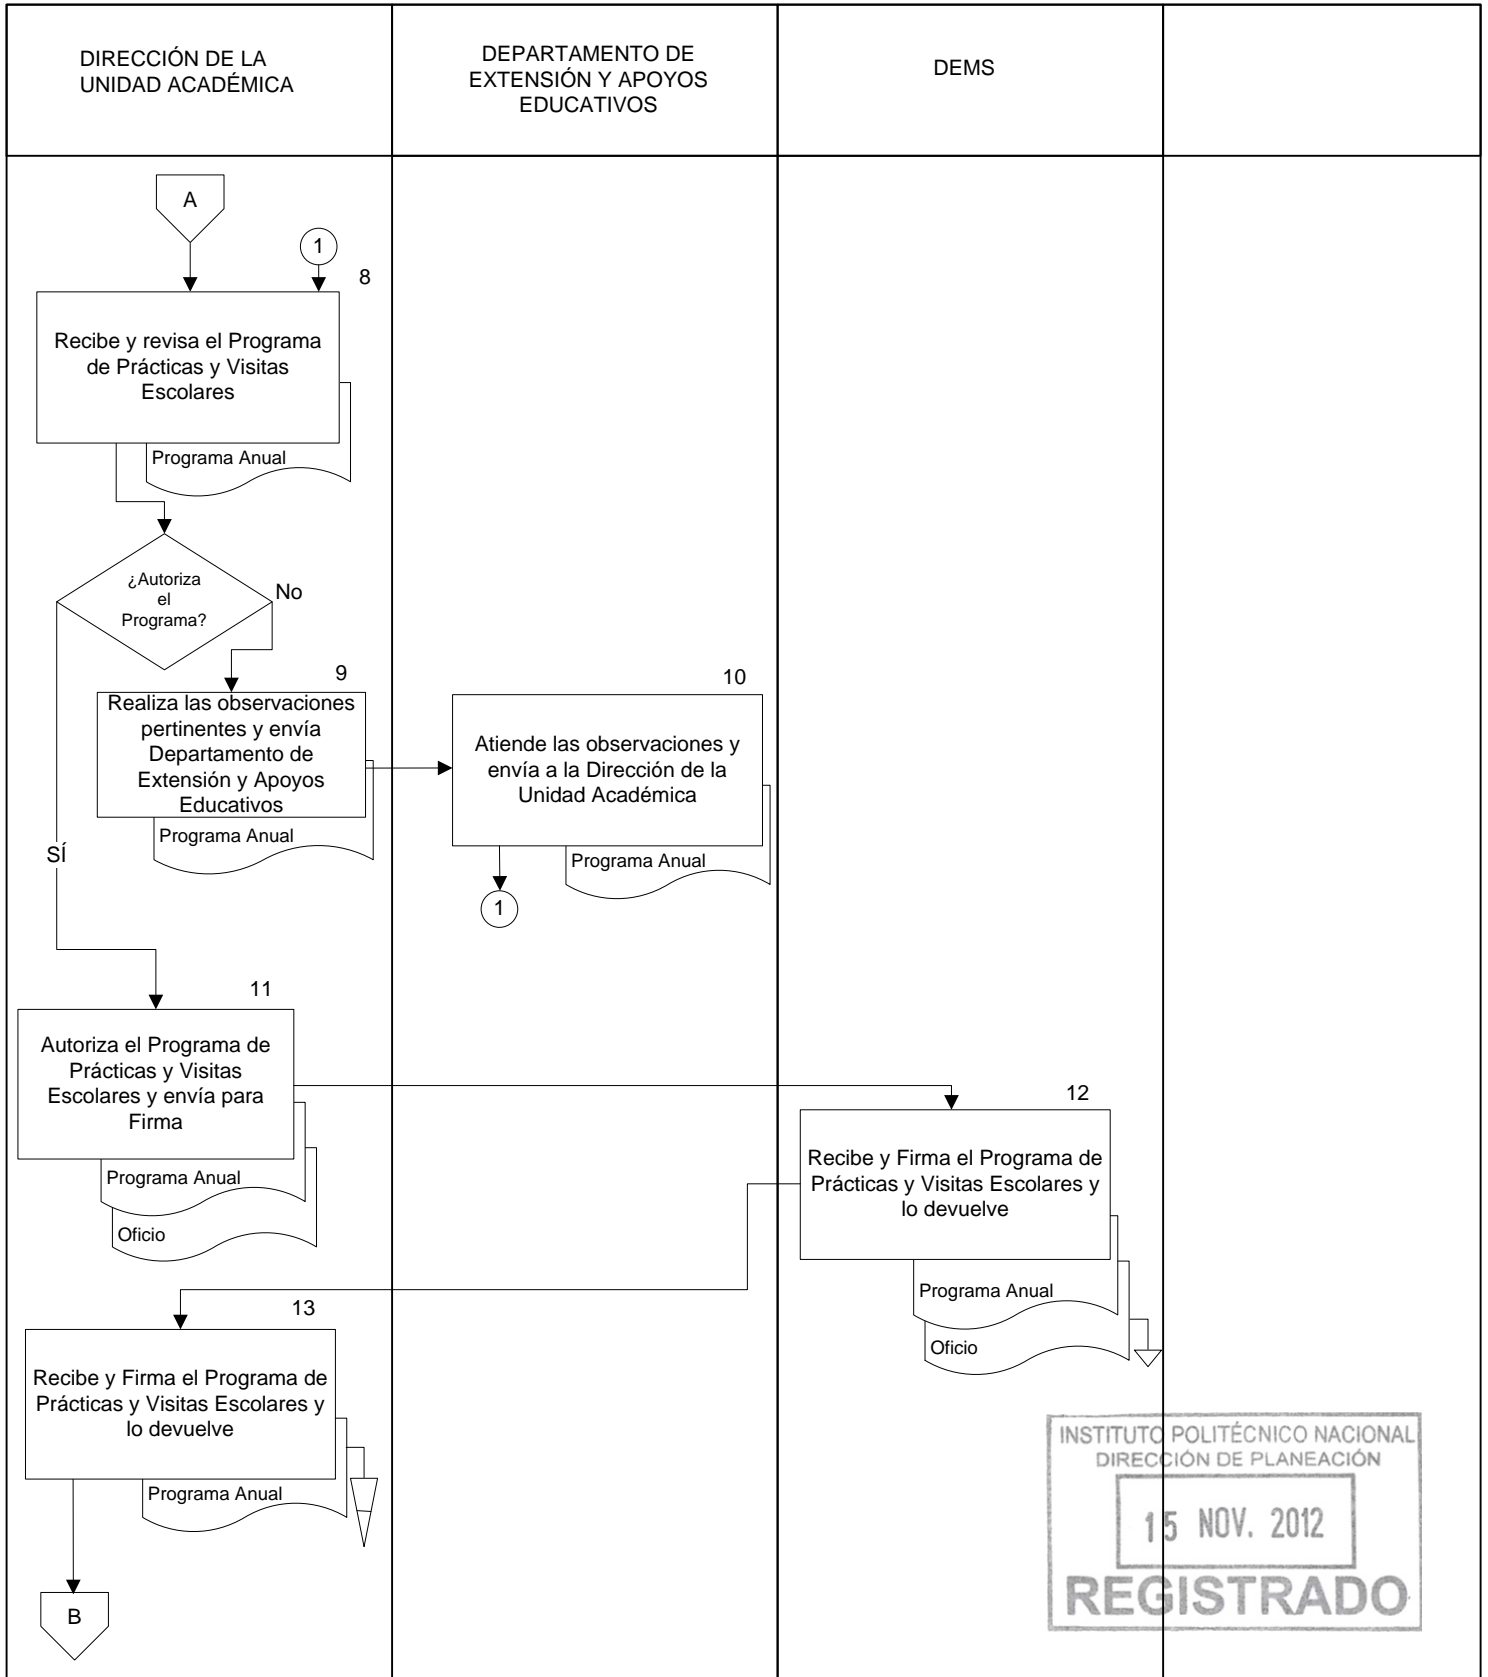 DIRECCIÓN DE LA
UNIDAD ACADÉMICA
DEPARTAMENTO DE
EXTENSIÓN Y APOYOS
EDUCATIVOS
DEMS
A
1
8
Recibe y revisa el Programa
de Prácticas y Visitas
Escolares
Programa Anual
¿Autoriza
el
Programa?
No
SÍ
9
Realiza las observaciones
pertinentes y envía
Departamento de
Extensión y Apoyos
Educativos
Programa Anual
10
Atiende las observaciones y
envía a la Dirección de la
Unidad Académica
Programa Anual
1
11
Autoriza el Programa de
Prácticas y Visitas
Escolares y envía para
Firma
Programa Anual
Oficio
12
Recibe y Firma el Programa de
Prácticas y Visitas Escolares y
lo devuelve
Programa Anual
Oficio
13
Recibe y Firma el Programa de
Prácticas y Visitas Escolares y
lo devuelve
Programa Anual
B
INSTITUTO POLITÉCNICO NACIONAL
DIRECCIÓN DE PLANEACIÓN
15 NOV. 2012
REGISTRADO